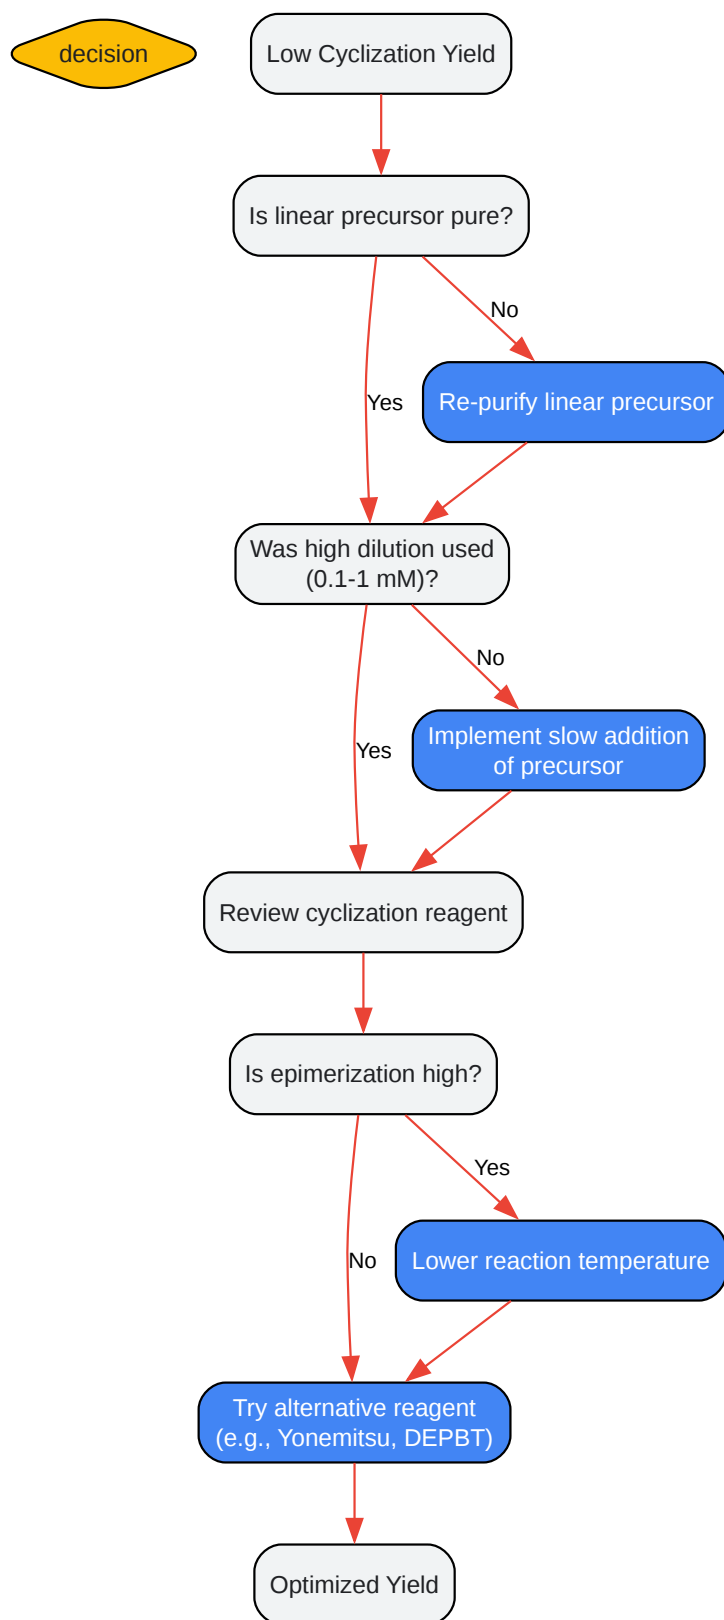 decision
Low Cyclization Yield
Is linear precursor pure?
No
Yes
Re-purify linear precursor
Was high dilution used
(0.1-1 mM)?
No
Yes
Implement slow addition
of precursor
Review cyclization reagent
Is epimerization high?
Yes
No
Lower reaction temperature
Try alternative reagent
(e.g., Yonemitsu, DEPBT)
Optimized Yield